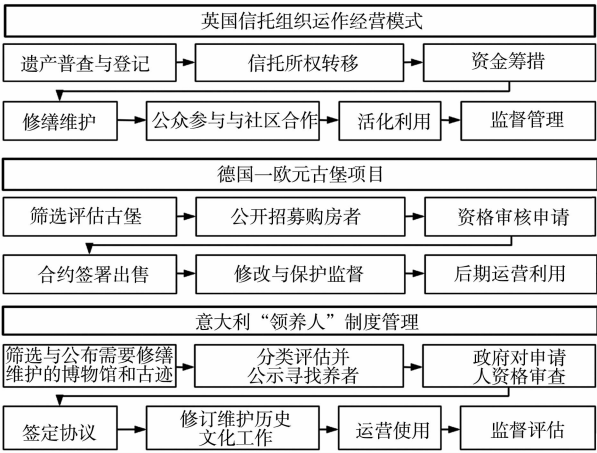 英国信托组织运作经营模式
遗产普查与登记
信托所权转移
资金筹措
修缮维护
公众参与与社区合作
活化利用
监督管理
德国一欧元古堡项目
筛选评估古堡
公开招募购房者
资格审核申请
合约签署出售
修改与保护监督
后期运营利用
意大利“领养人”制度管理
筛选与公布需要修缮
维护的博物馆和古迹
分类评估并
公示寻找养者
政府对申请
人资格审查
签定协议
修订维护历史
文化工作
运营使用
监督评估